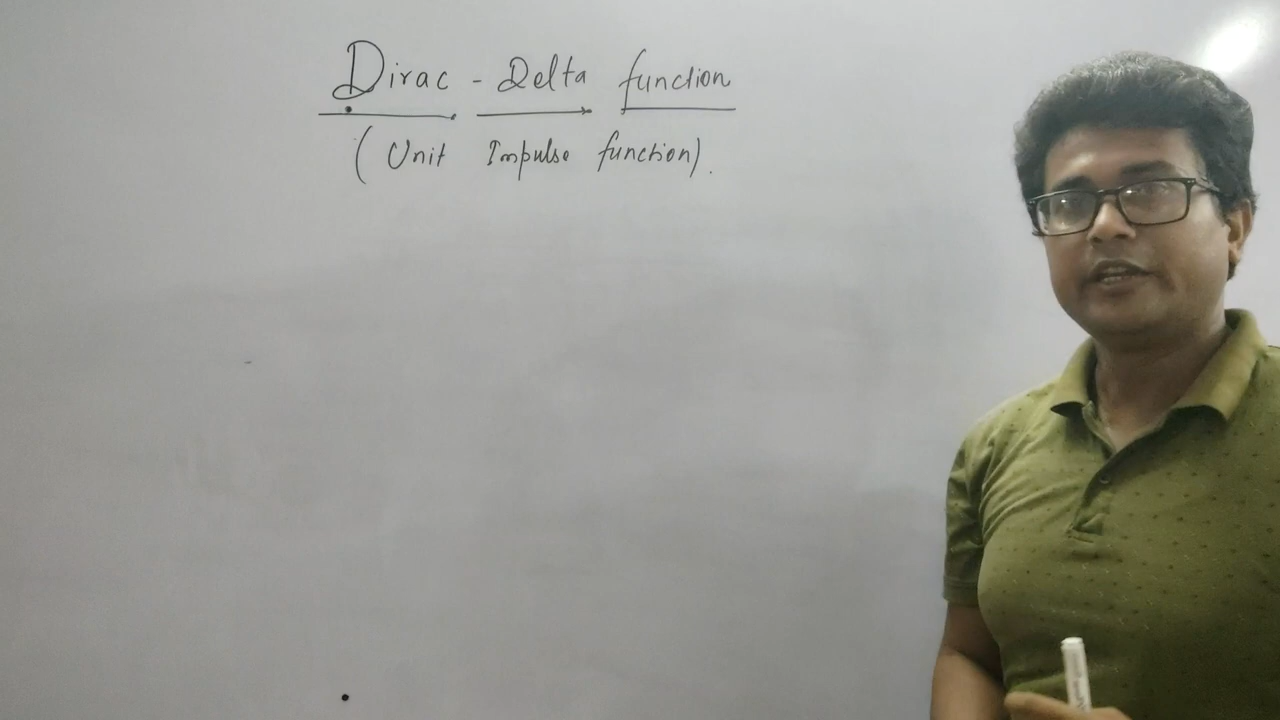 Dirac - Delta function
(Unit Impulse function).